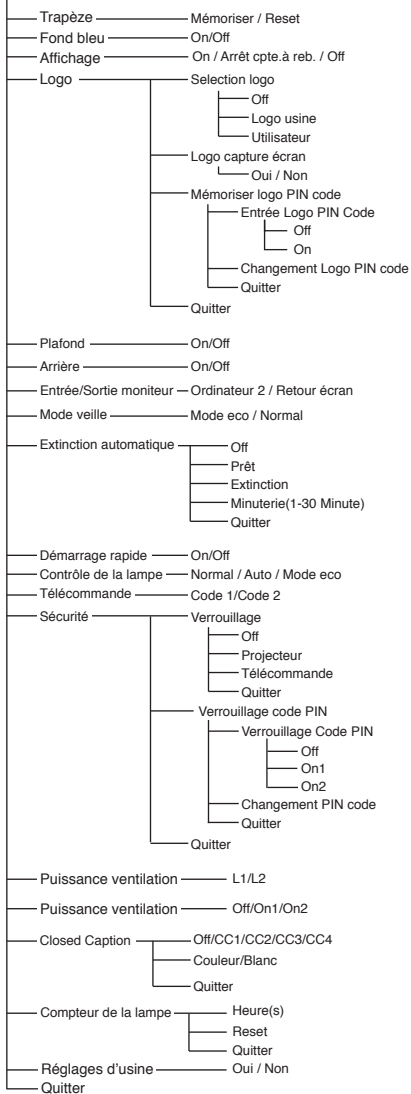 Trapèze Mémoriser / Reset
Fond bleu On/Off
Affichage On / Arrêt cpte.à reb. / Off
Logo Selection logo
Off
Logo usine
Utilisateur
Logo capture écran
Oui / Non
Mémoriser logo PIN code
Entrée Logo PIN Code
Off
On
Changement Logo PIN code
Quitter
Quitter
Plafond On/Off
Arrière On/Off
Entrée/Sortie moniteur Ordinateur 2 / Retour écran
Mode veille Mode eco / Normal
Extinction automatique Off
Prêt
Extinction
Minuterie(1-30 Minute)
Quitter
Démarrage rapide On/Off
Contrôle de la lampe Normal / Auto / Mode eco
Télécommande Code 1/Code 2
Sécurité Verrouillage
Off
Projecteur
Télécommande
Quitter
Verrouillage code PIN
Verrouillage Code PIN
Off
On1
On2
Changement PIN code
Quitter
Quitter
Puissance ventilation L1/L2
Puissance ventilation Off/On1/On2
Closed Caption Off/CC1/CC2/CC3/CC4
Couleur/Blanc
Quitter
Compteur de la lampe Heure(s)
Reset
Quitter
Réglages d'usine Oui / Non
Quitter